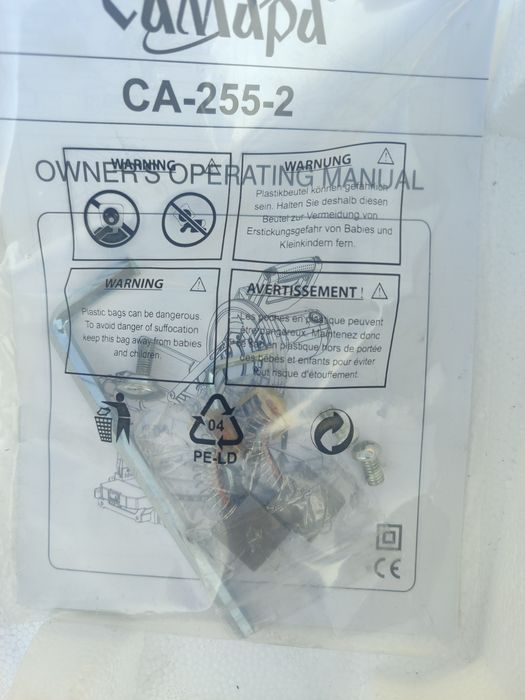 Самара
CA-255-2
OWNER'S OPERATING MANUAL
WARNING
WARNUNG
Plastikbeutel können gefährlich
sein. Halten Sie deshalb diesen
Beutel zur Vermeidung von
Erstickungsgefahr von Babies und
Kleinkindern fern.
WARNING
Plastic bags can be dangerous.
To avoid danger of suffocation
keep this bag away from babies
and children.
AVERTISSEMENT !
Les poches en plastique peuvent
être dangereux. Maintenez donc
en plastique hors de portée
des bébés et enfants pour éviter
tout risque d'étouffement.
04
PE-LD
CE